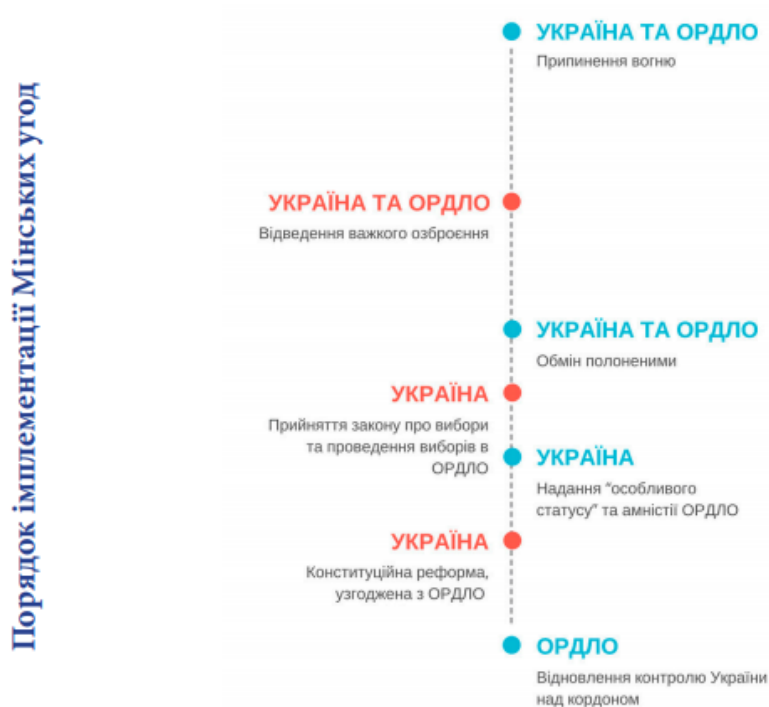 Порядок імплементації Мінських угод
УКРАЇНА ТА ОРДЛО
Припинення вогню
УКРАЇНА ТА ОРДЛО
Відведення важкого озброєння
УКРАЇНА ТА ОРДЛО
Обмін полоненими
УКРАЇНА
Прийняття закону про вибори
та проведення виборів в
ОРДЛО
УКРАЇНА
Надання “особливого
статусу” та амністії ОРДЛО
УКРАЇНА
Конституційна реформа,
узгоджена з ОРДЛО
ОРДЛО
Відновлення контролю України
над кордоном